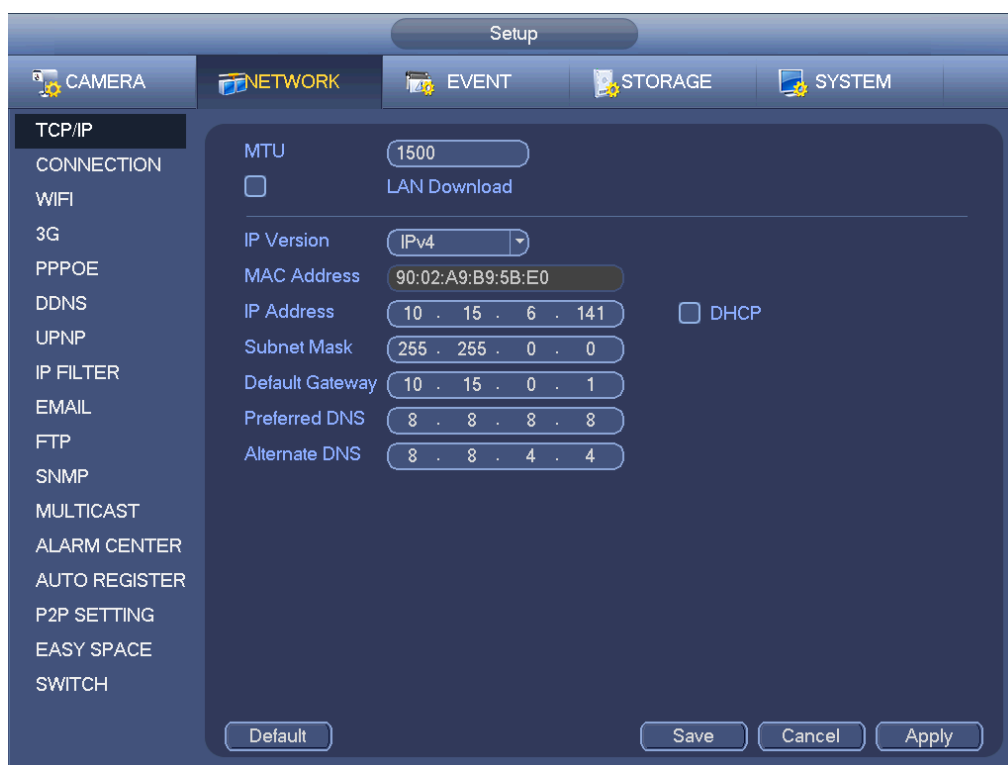 Setup
CAMERA NETWORK EVENT STORAGE SYSTEM
TCP/IP
CONNECTION
WIFI
3G
PPPOE
DDNS
UPNP
IP FILTER
EMAIL
FTP
SNMP
MULTICAST
ALARM CENTER
AUTO REGISTER
P2P SETTING
EASY SPACE
SWITCH
MTU 1500
LAN Download
IP Version IPv4
MAC Address 90:02:A9:B9:5B:E0
IP Address 10 . 15 . 6 . 141 DHCP
Subnet Mask 255 . 255 . 0 . 0
Default Gateway 10 . 15 . 0 . 1
Preferred DNS 8 . 8 . 8 . 8
Alternate DNS 8 . 8 . 4 . 4
Default Save Cancel Apply